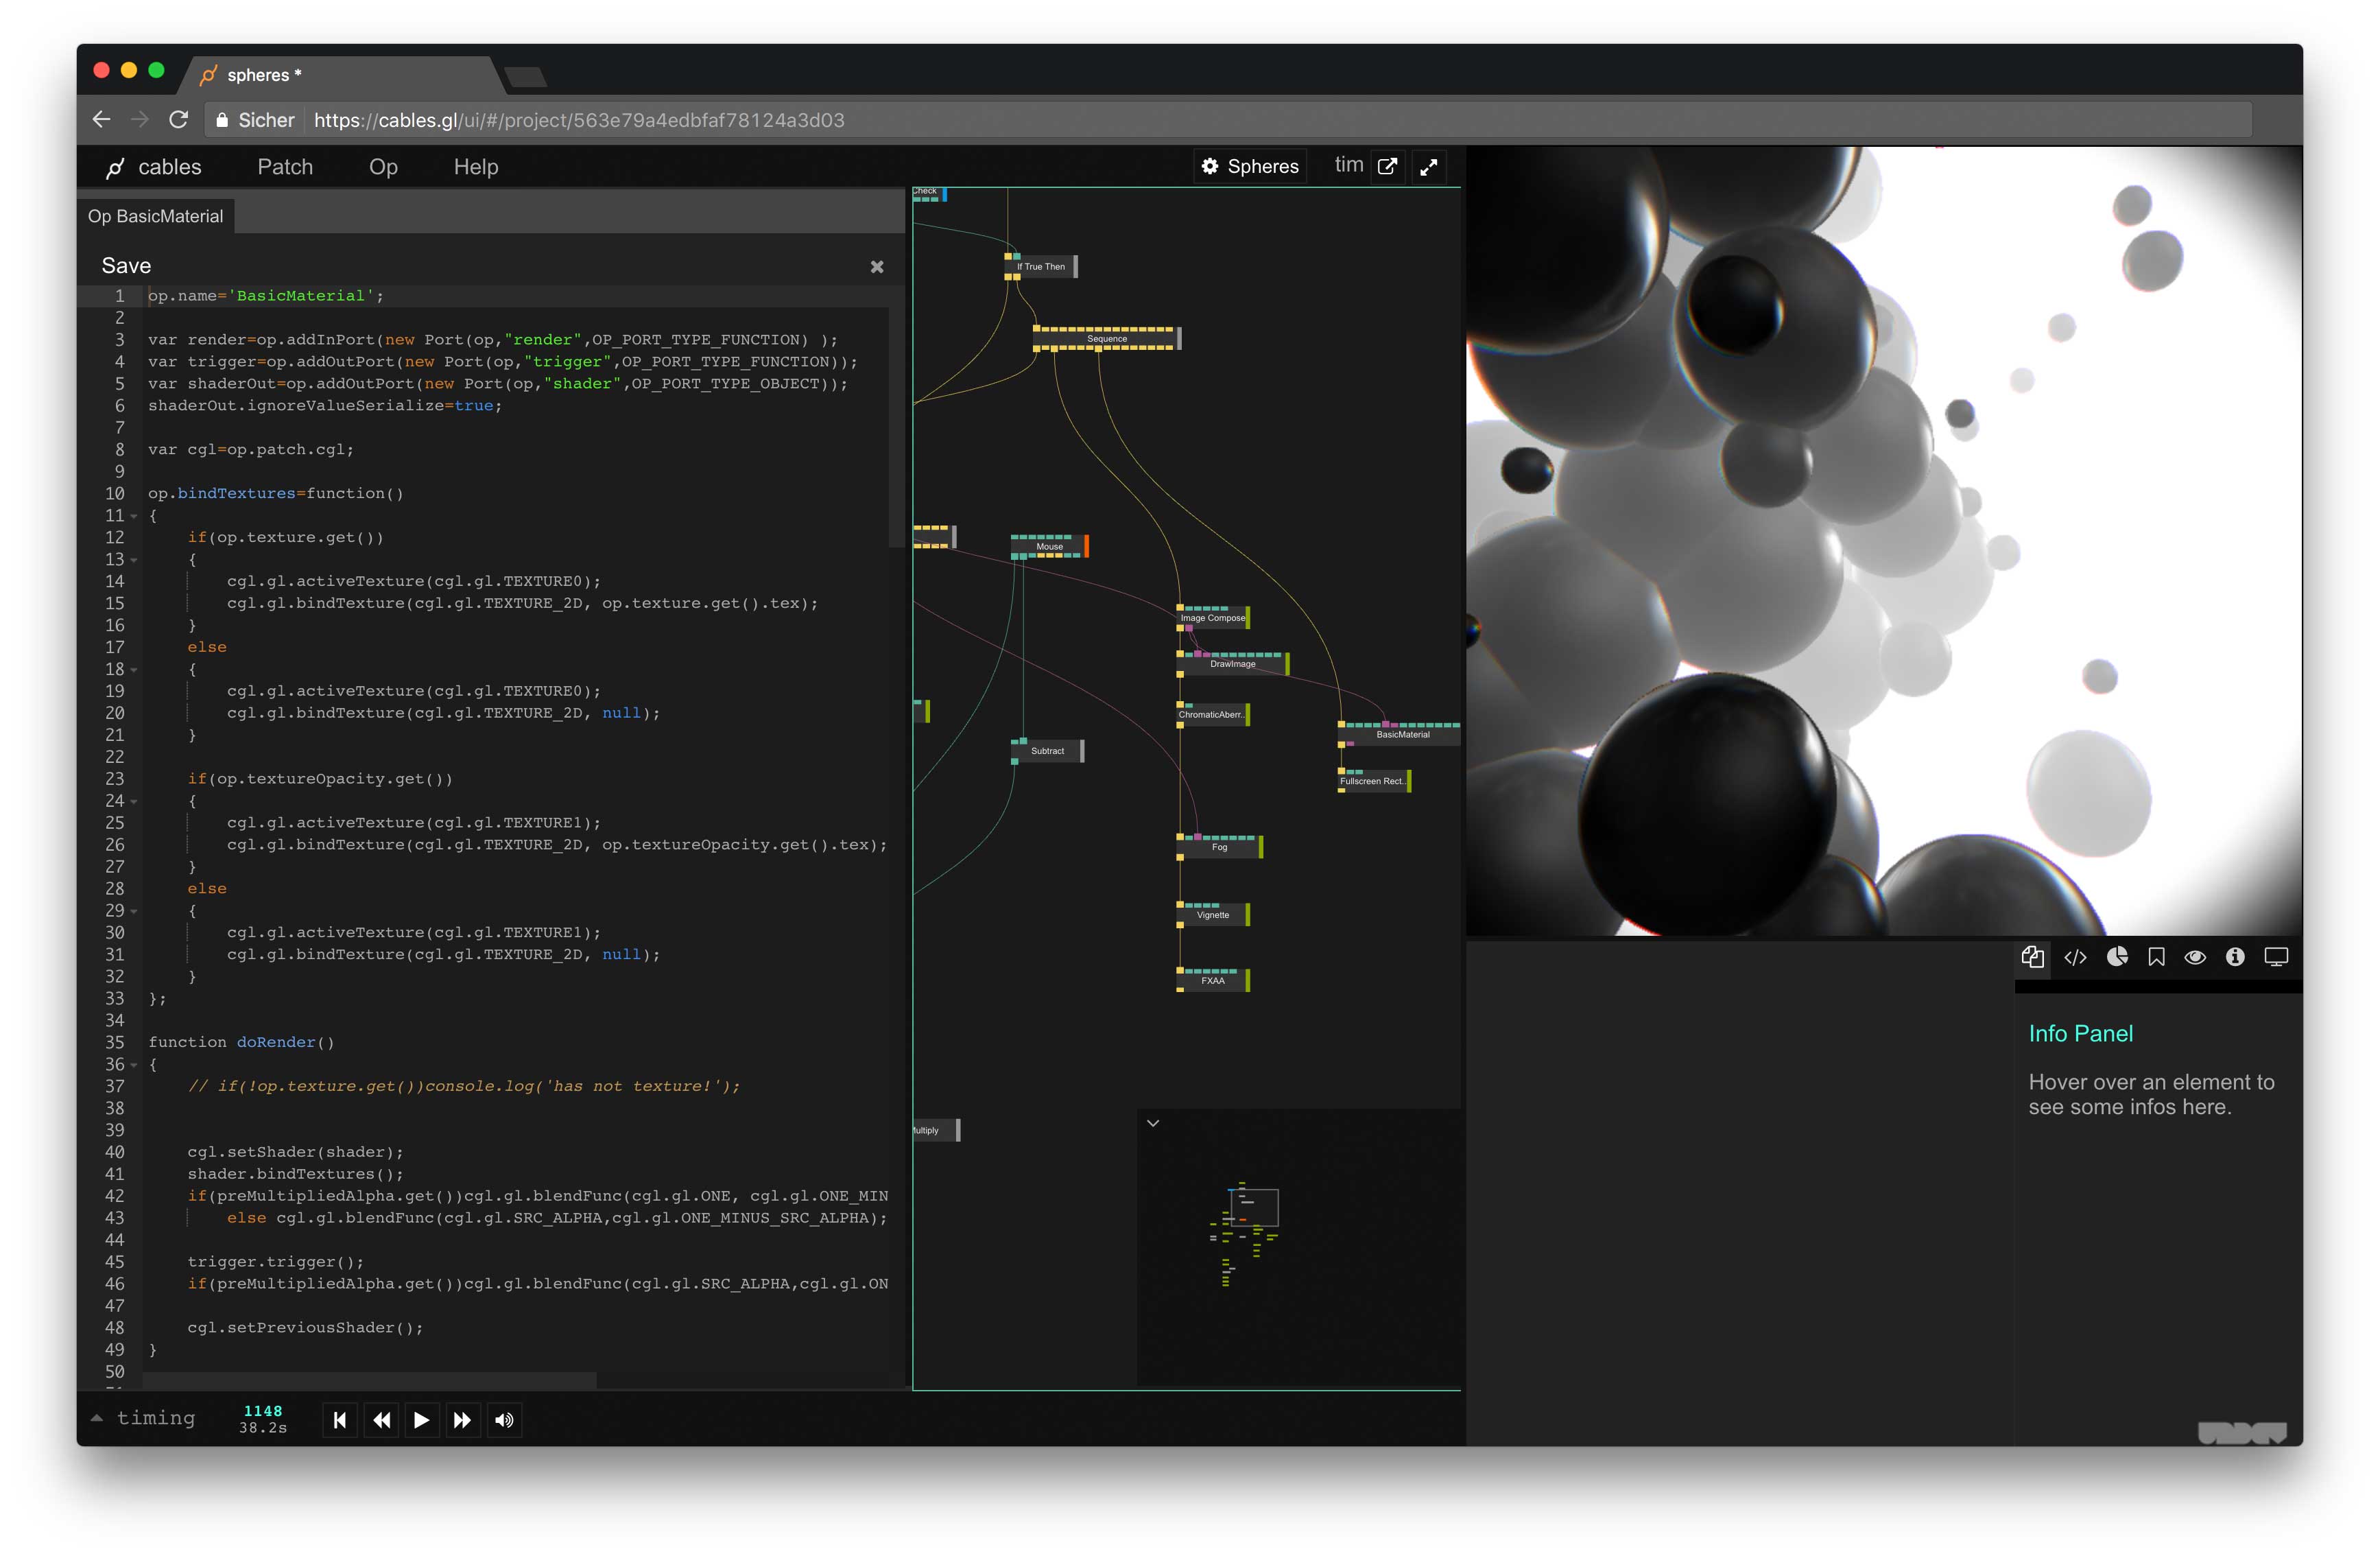 spheres *
Sicher https://cables.gl/ui/#/project/563e79a4edbfaf78124a3d03
cables Patch Op Help
Spheres tim
Op BasicMaterial
Save
1 op.name='BasicMaterial';
2
3 var render=op.addInPort(new Port(op,"render",OP_PORT_TYPE_FUNCTION) );
4 var trigger=op.addOutPort(new Port(op,"trigger",OP_PORT_TYPE_FUNCTION));
5 var shaderOut=op.addOutPort(new Port(op,"shader",OP_PORT_TYPE_OBJECT));
6 shaderOut.ignoreValueSerialize=true;
7
8 var cgl=op.patch.cgl;
9
10 op.bindTextures=function()
11 {
12 if(op.texture.get())
13 {
14 cgl.gl.activeTexture(cgl.gl.TEXTURE0);
15 cgl.gl.bindTexture(cgl.gl.TEXTURE_2D, op.texture.get().tex);
16 }
17 else
18 {
19 cgl.gl.activeTexture(cgl.gl.TEXTURE0);
20 cgl.gl.bindTexture(cgl.gl.TEXTURE_2D, null);
21 }
22
23 if(op.textureOpacity.get())
24 {
25 cgl.gl.activeTexture(cgl.gl.TEXTURE1);
26 cgl.gl.bindTexture(cgl.gl.TEXTURE_2D, op.textureOpacity.get().tex);
27 }
28 else
29 {
30 cgl.gl.activeTexture(cgl.gl.TEXTURE1);
31 cgl.gl.bindTexture(cgl.gl.TEXTURE_2D, null);
32 }
33 };
34
35 function doRender()
36 {
37 // if(!op.texture.get())console.log('has not texture!');
38
39
40 cgl.setShader(shader);
41 shader.bindTextures();
42 if(preMultipliedAlpha.get())cgl.gl.blendFunc(cgl.gl.ONE, cgl.gl.ONE_MIN
43 else cgl.gl.blendFunc(cgl.gl.SRC_ALPHA,cgl.gl.ONE_MINUS_SRC_ALPHA);
44
45 trigger.trigger();
46 if(preMultipliedAlpha.get())cgl.gl.blendFunc(cgl.gl.SRC_ALPHA,cgl.gl.ON
47
48 cgl.setPreviousShader();
49 }
50
Check
If True Then
Sequence
Mouse
Image Compose
DrawImage
ChromaticAberr..
BasicMaterial
Subtract
Fullscreen Rect..
Fog
Vignette
FXAA
Multiply
Info Panel
Hover over an element to
see some infos here.
timing
1148
38.2s